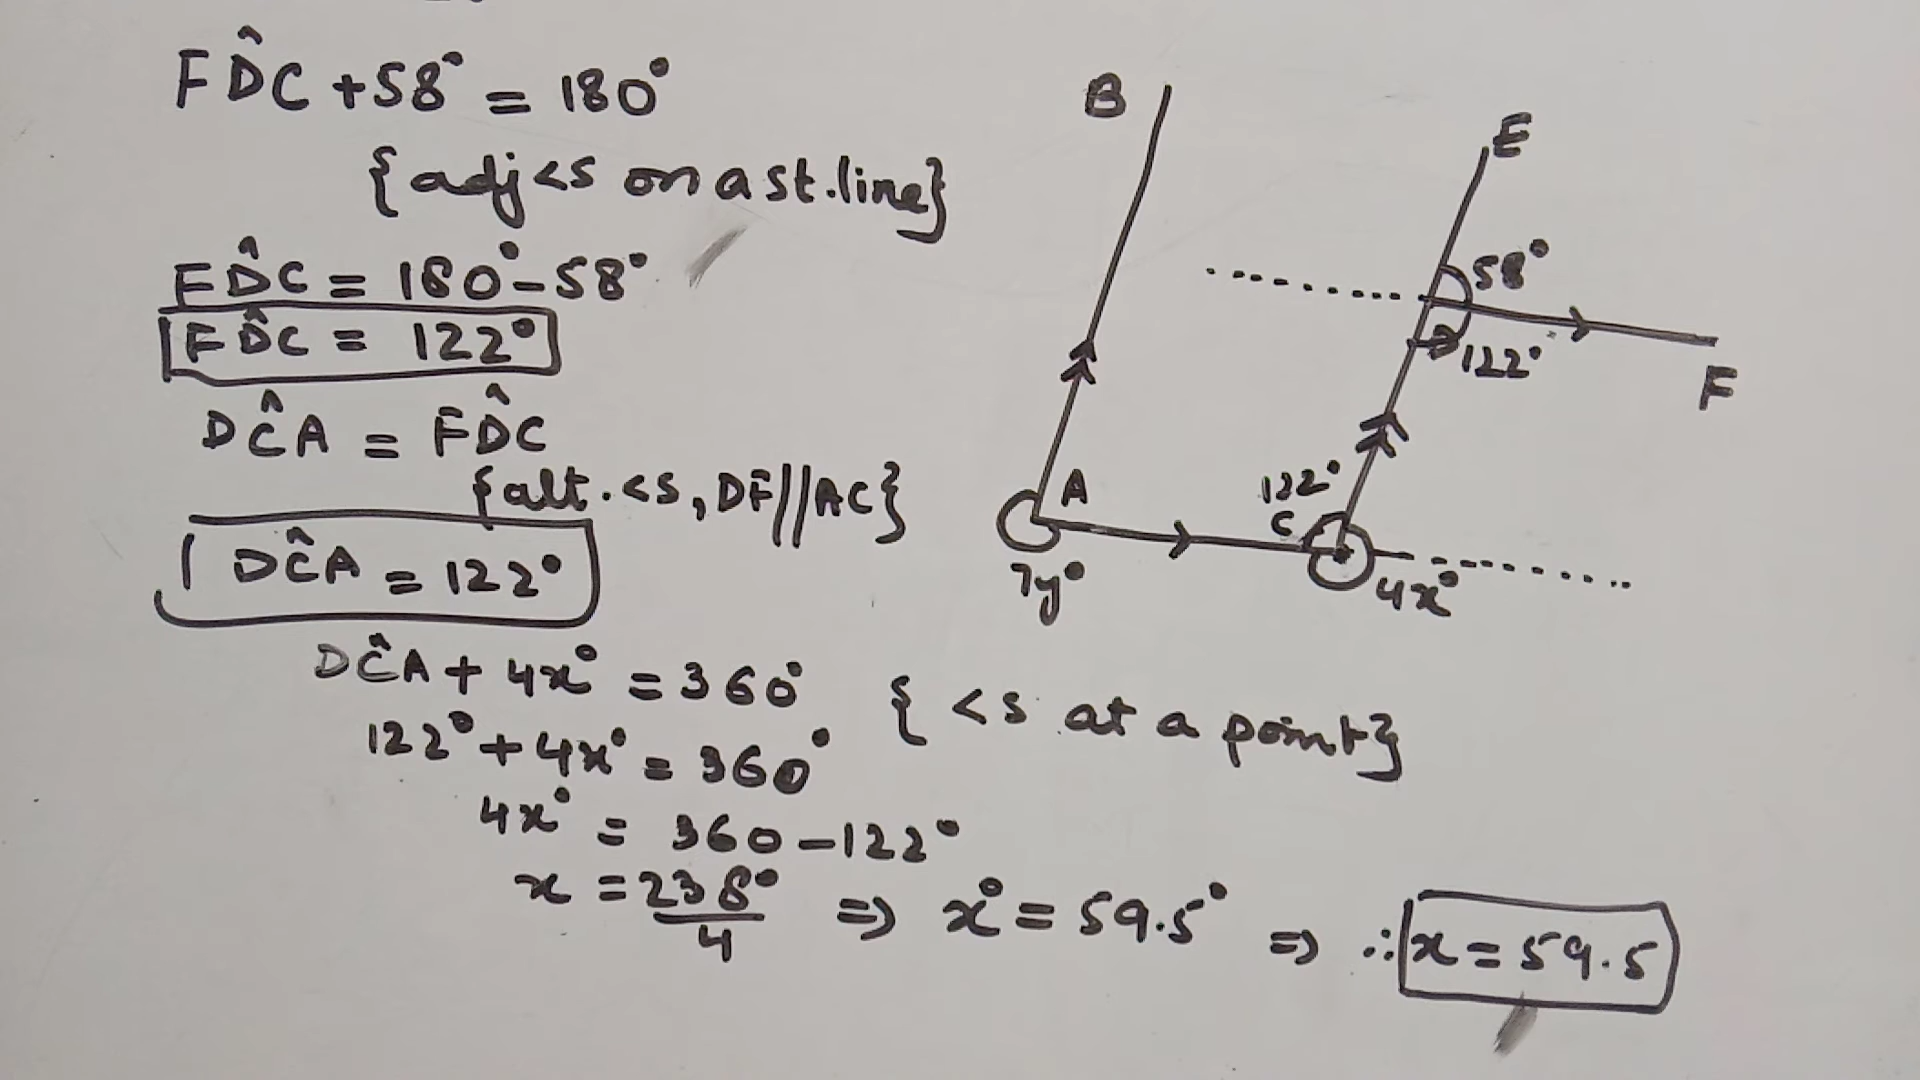 FD̂C + 58° = 180°
{adj <s on a st.line}
FD̂C = 180° - 58°
FD̂C = 122°
DĈA = FD̂C
{alt. <s, DF//AC}
DĈA = 122°
DĈA + 4x° = 360° {<s at a point}
122° + 4x° = 360°
4x° = 360 - 122°
x = 238°/4 ⇒ x° = 59.5° ⇒ ∴ x = 59.5
B
E
58°
D
122°
F
A
122°
C
7y°
4x°